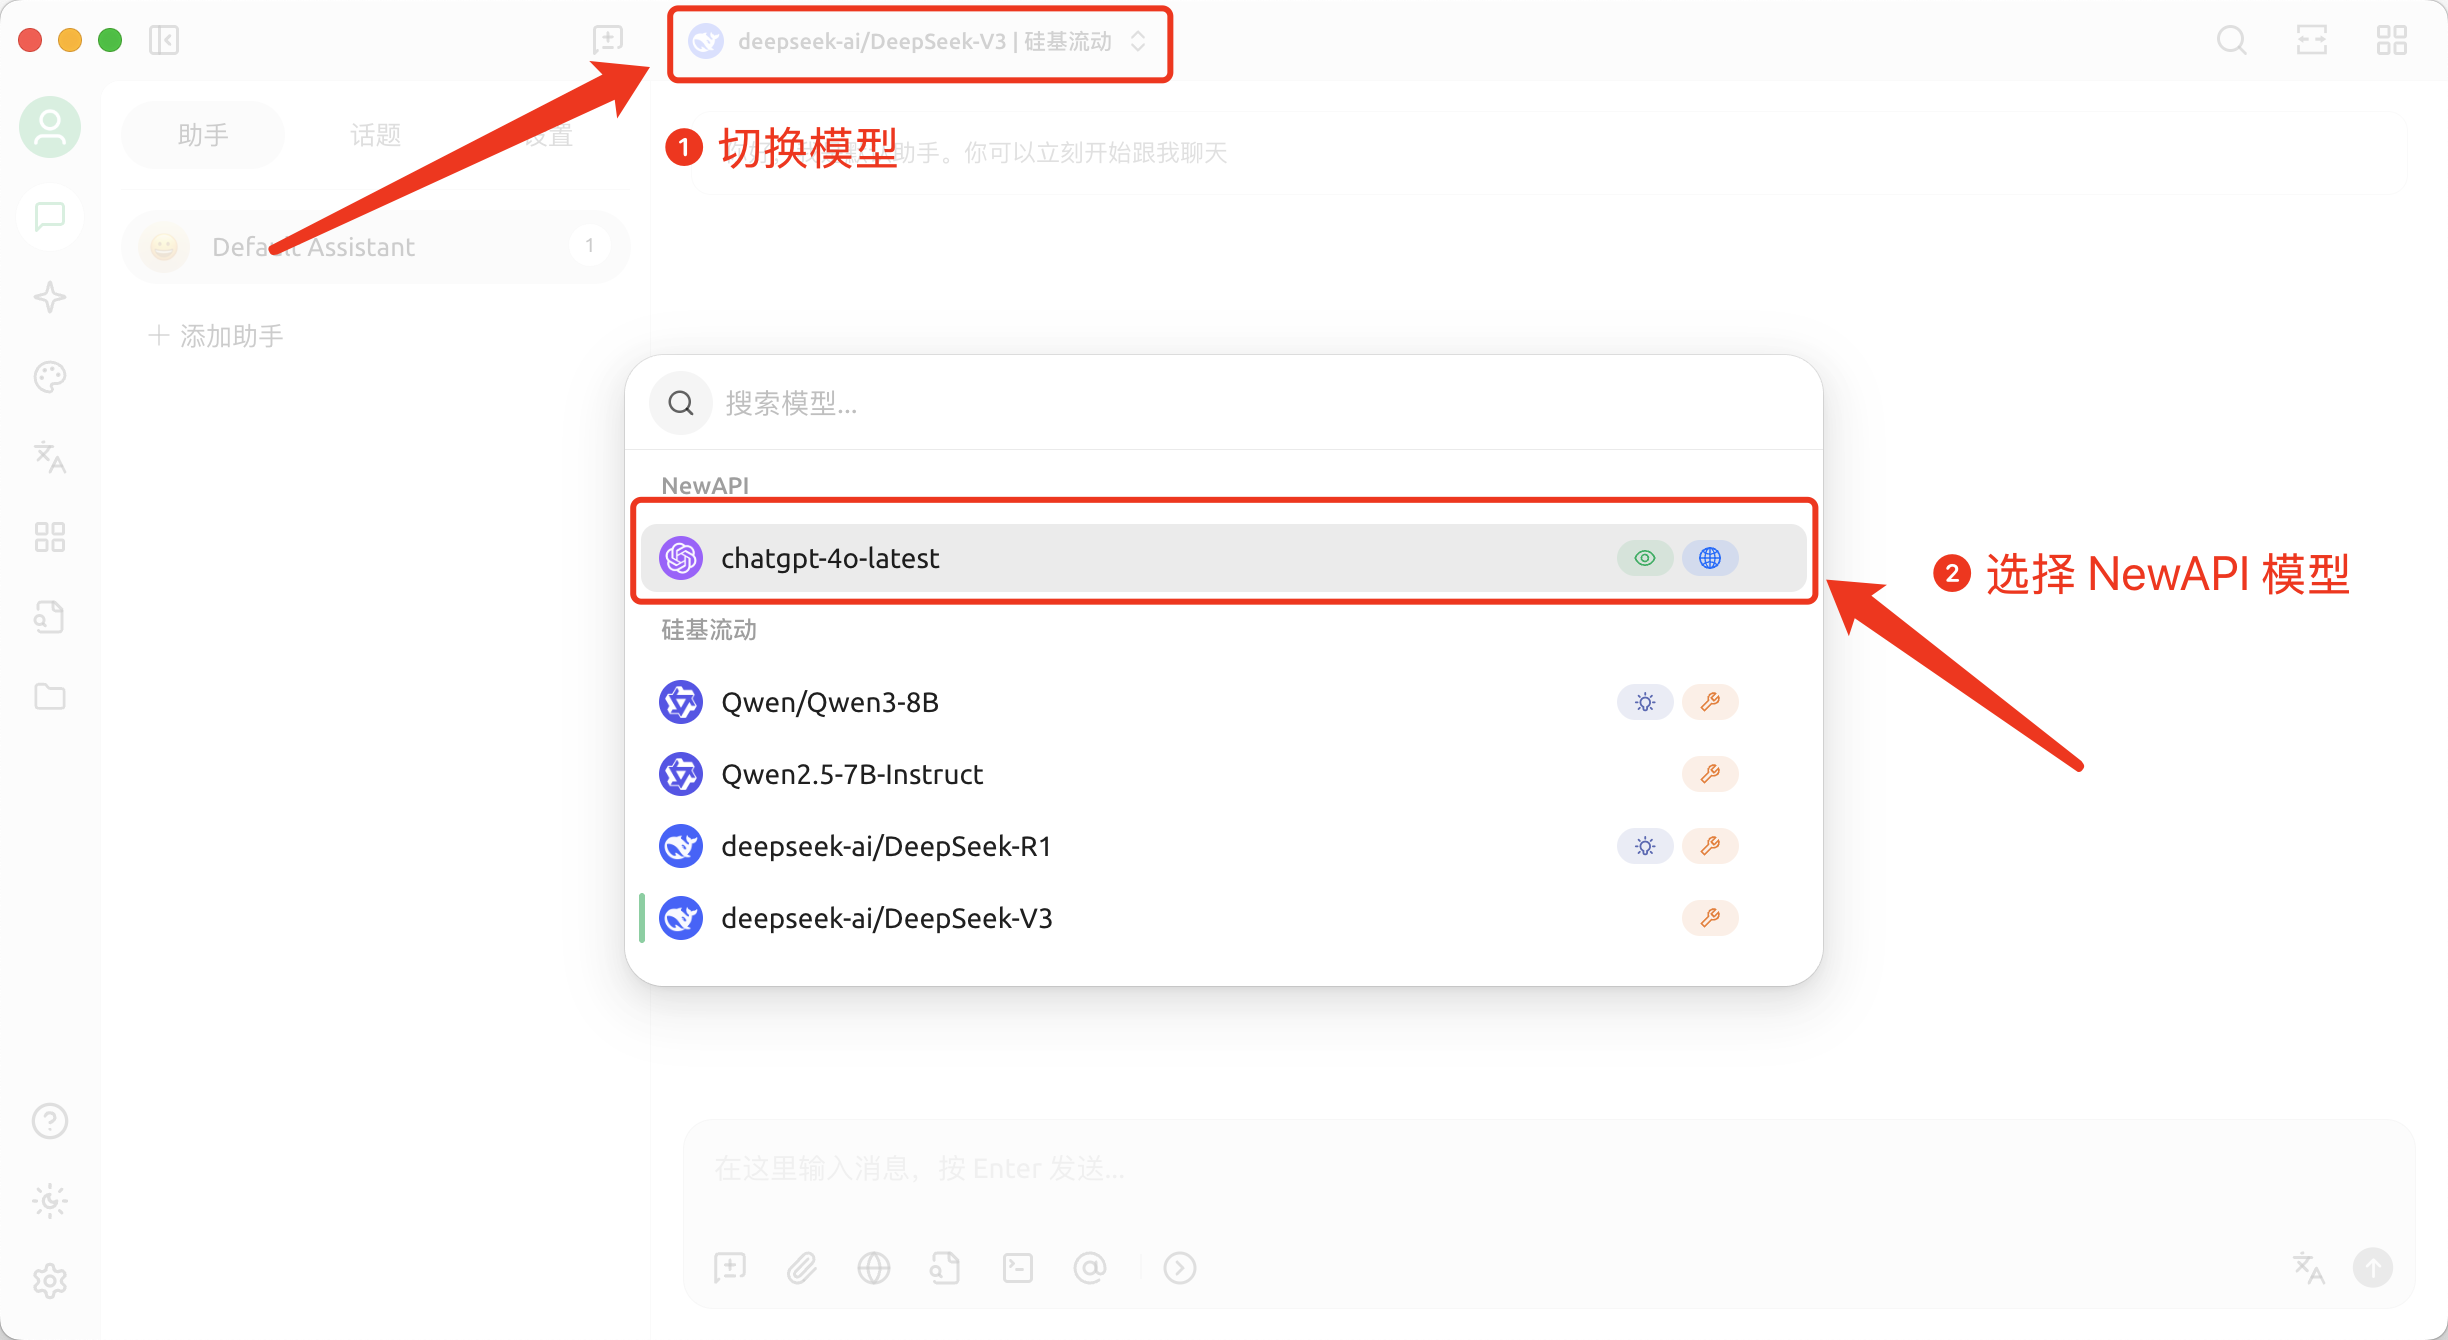 deepseek-ai/DeepSeek-V3 | 硅基流动
助手
话题
设置
1 切换模型
助手。你可以立刻开始跟我聊天
Default Assistant
1
添加助手
搜索模型...
NewAPI
chatgpt-4o-latest
2 选择 NewAPI 模型
硅基流动
Qwen/Qwen3-8B
Qwen2.5-7B-Instruct
deepseek-ai/DeepSeek-R1
deepseek-ai/DeepSeek-V3
在这里输入消息，按 Enter 发送...